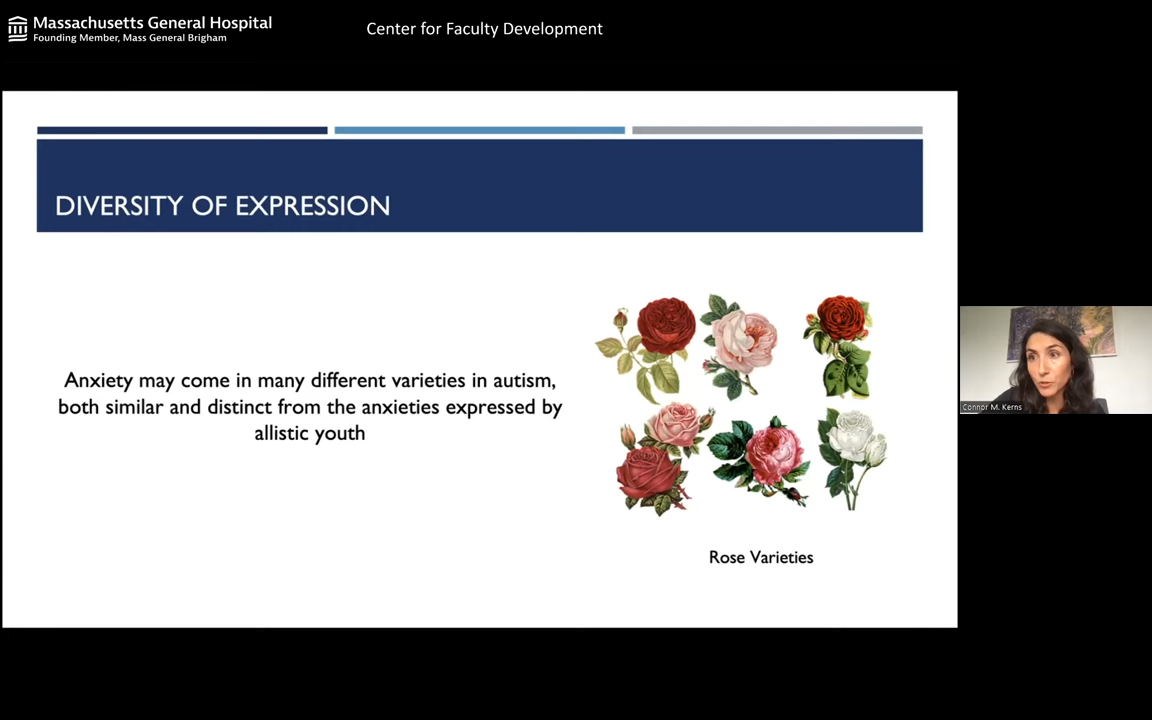 Massachusetts General Hospital
Founding Member, Mass General Brigham
Center for Faculty Development
DIVERSITY OF EXPRESSION
Anxiety may come in many different varieties in autism,
both similar and distinct from the anxieties expressed by
allistic youth
Rose Varieties
Connor M. Kerns